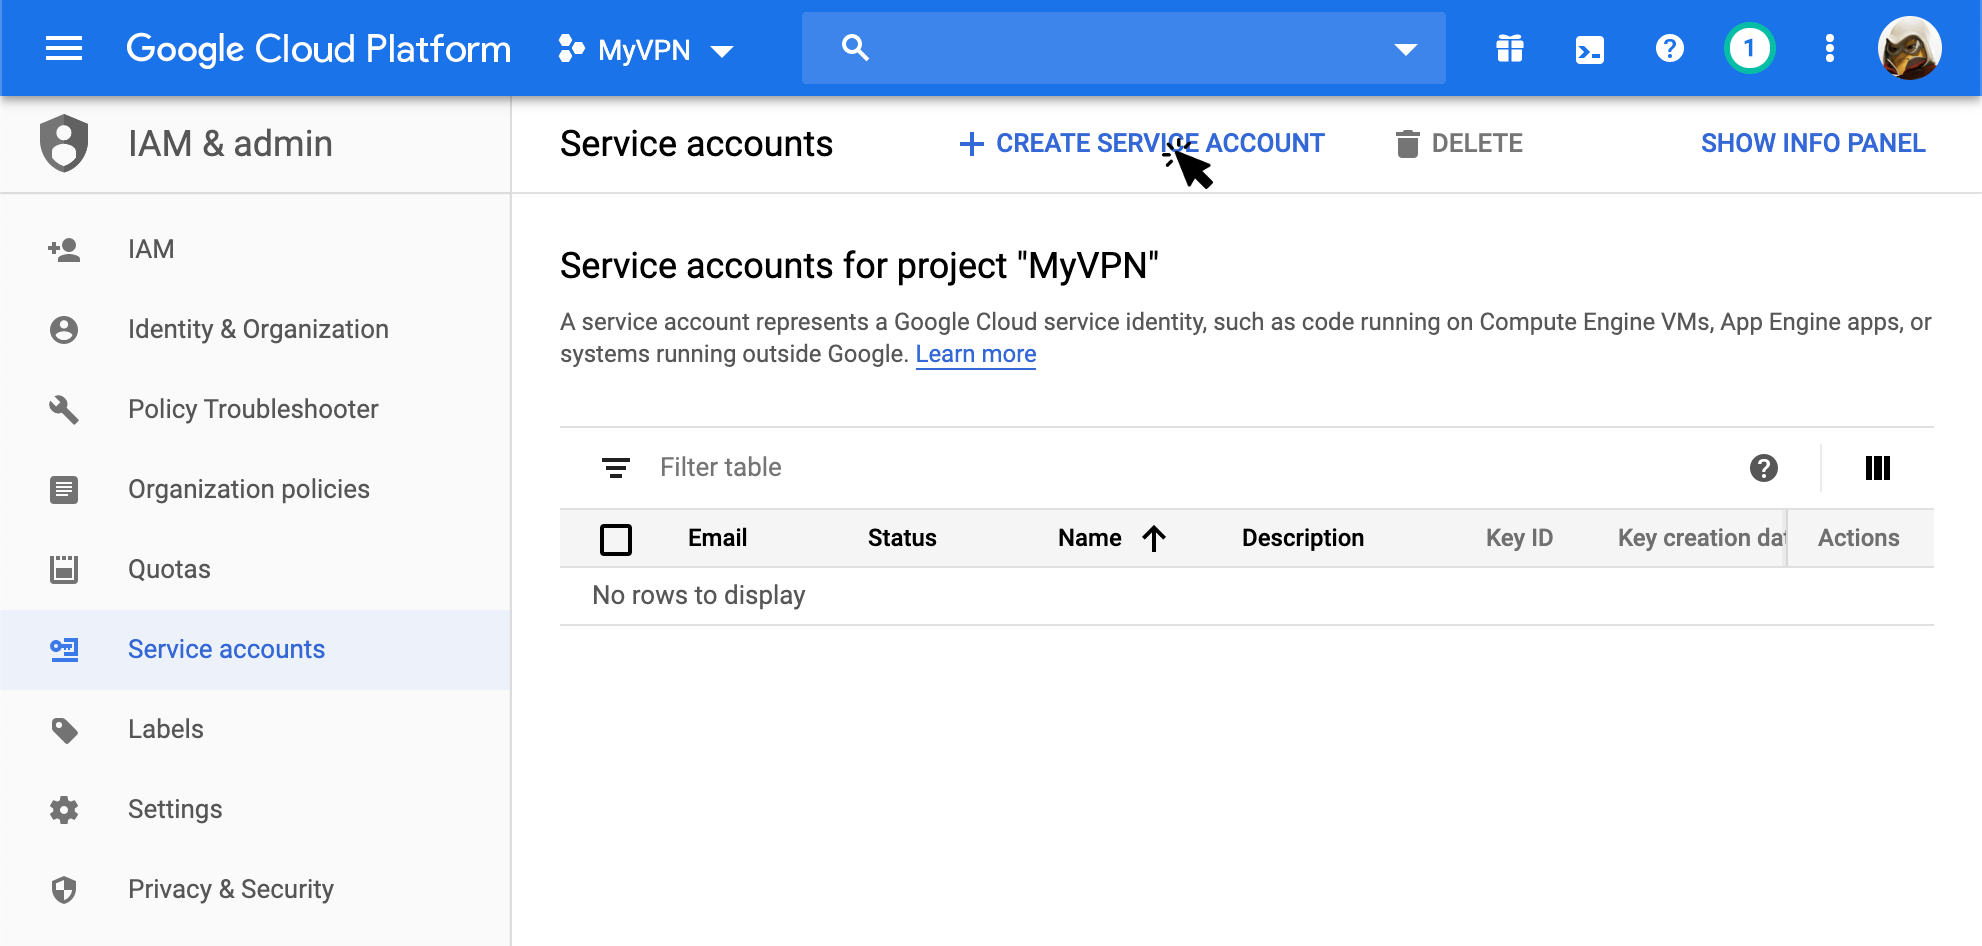 Google Cloud Platform
MyVPN
1
IAM & admin
Service accounts
CREATE SERVICE ACCOUNT
DELETE
SHOW INFO PANEL
IAM
Identity & Organization
Policy Troubleshooter
Organization policies
Quotas
Service accounts
Labels
Settings
Privacy & Security
Service accounts for project "MyVPN"
A service account represents a Google Cloud service identity, such as code running on Compute Engine VMs, App Engine apps, or
systems running outside Google. Learn more
Filter table
Email Status Name Description Key ID Key creation dat Actions
No rows to display